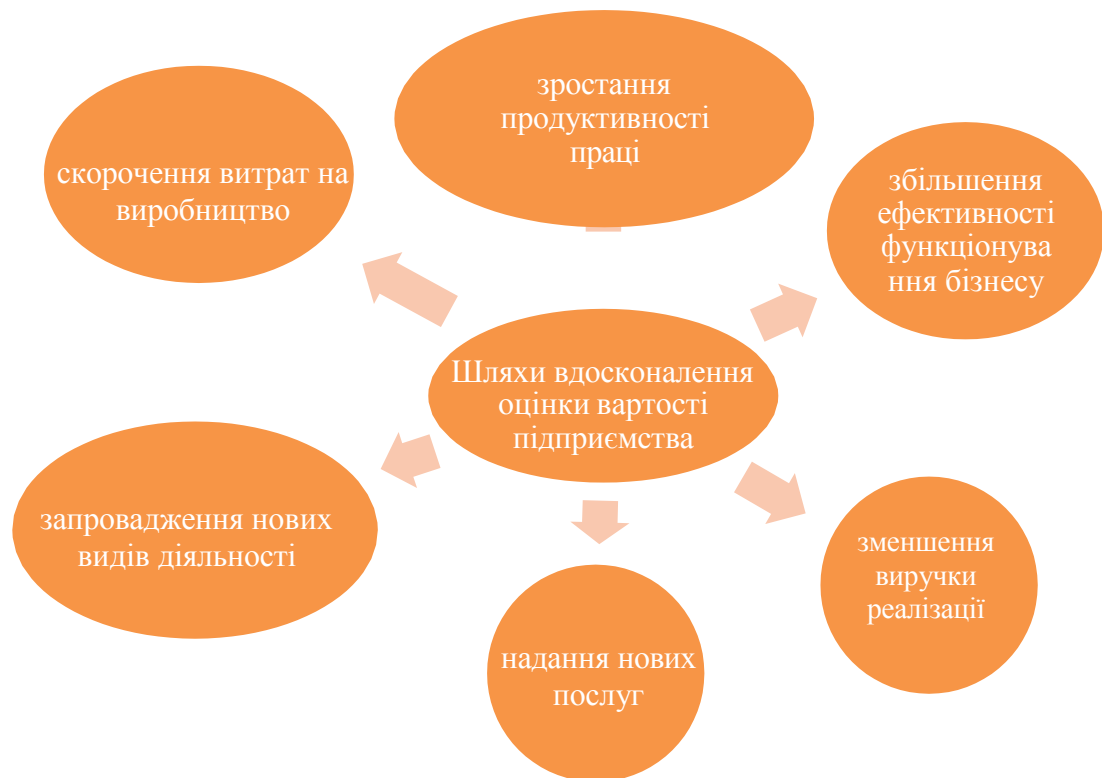 зростання
продуктивності
праці
скорочення витрат на
виробництво
збільшення
ефективності
функціонува
ння бізнесу
Шляхи вдосконалення
оцінки вартості
підприємства
запровадження нових
видів діяльності
зменшення
виручки
реалізації
надання нових
послуг